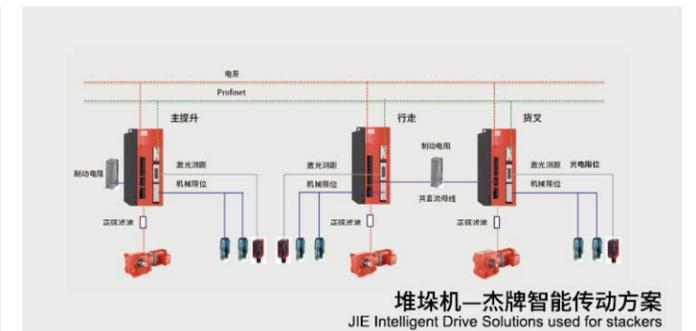 电源
Profinet
主提升
行走
货叉
制动电阻
激光测距
机械限位
激光测距
机械限位
制动电阻
共直流母线
激光测距
光电限位
机械限位
正弦滤波
正弦滤波
正弦滤波
堆垛机—杰牌智能传动方案
JIE Intelligent Drive Solutions used for stackers